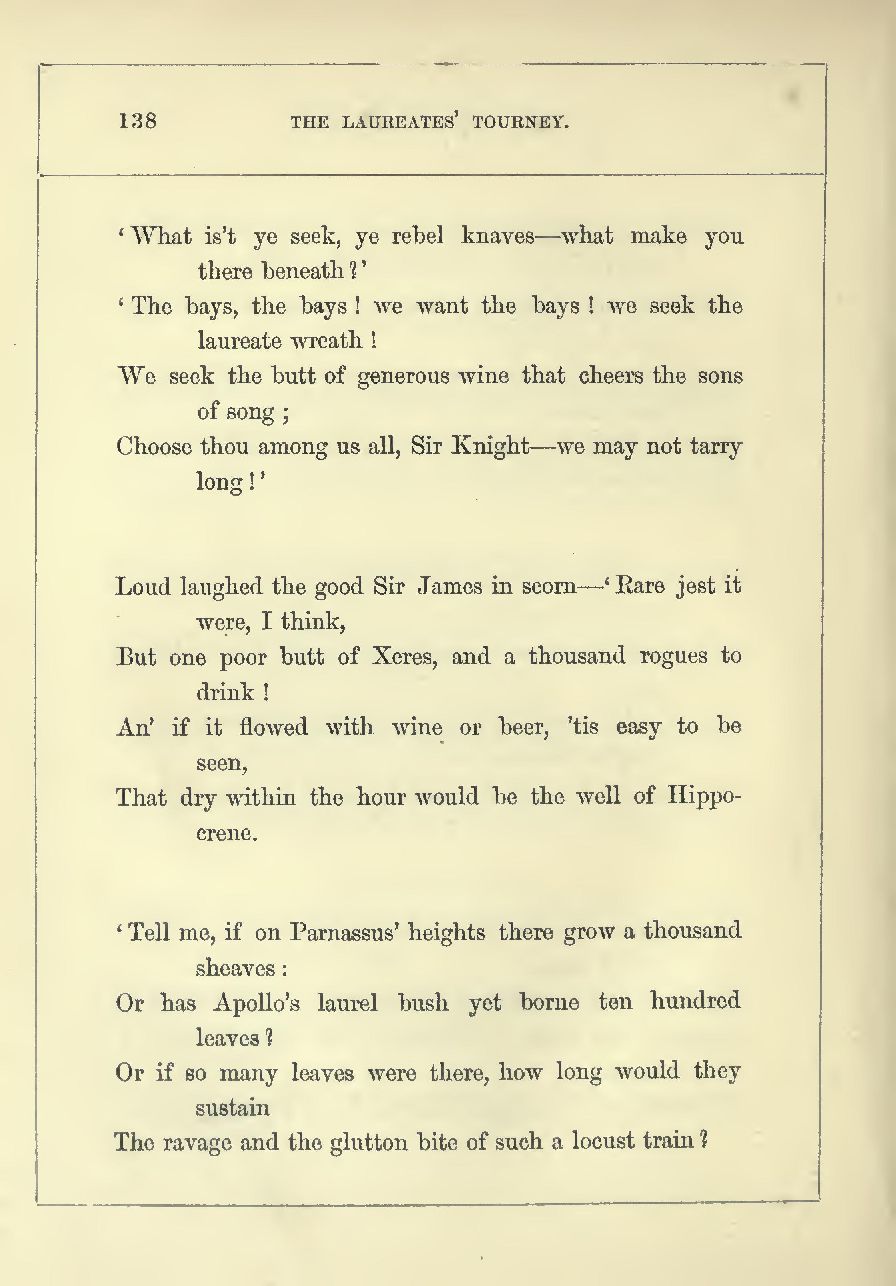 138 THE LAUREATES' TOURNEY.
‘What is't ye seek, ye rebel knaves—what make you
there beneath?’
‘The bays, the bays! we want the bays! we seek the
laureate wreath!
We seek the butt of generous wine that cheers the sons
of song;
Choose thou among us all, Sir Knight—we may not tarry
long!’
Loud laughed the good Sir James in scorn—‘Rare jest it
were, I think,
But one poor butt of Xeres, and a thousand rogues to
drink!
An' if it flowed with wine or beer, 'tis easy to be
seen,
That dry within the hour would be the well of Hippo-
crene.
‘Tell me, if on Parnassus' heights there grow a thousand
sheaves:
Or has Apollo's laurel bush yet borne ten hundred
leaves?
Or if so many leaves were there, how long would they
sustain
The ravage and the glutton bite of such a locust train?